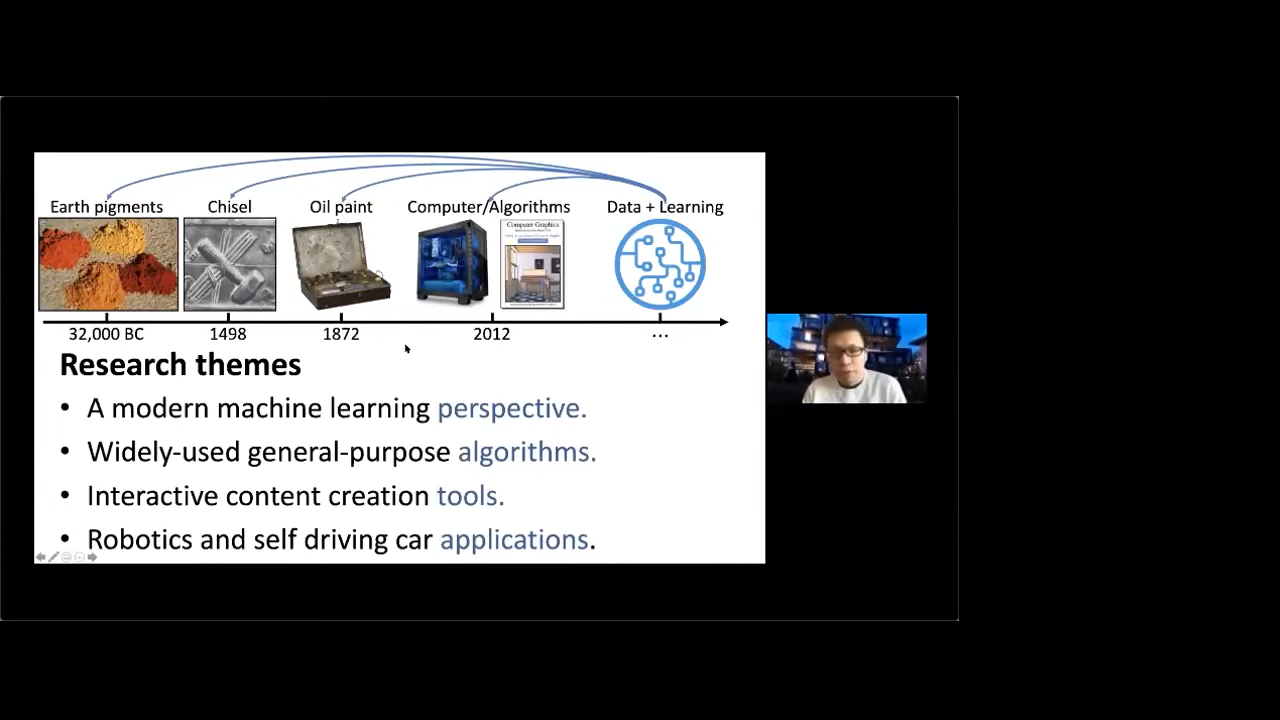 Earth pigments
Chisel
Oil paint
Computer/Algorithms
Data + Learning
Computer Graphics
32,000 BC
1498
1872
2012
...
Research themes
• A modern machine learning perspective.
• Widely-used general-purpose algorithms.
• Interactive content creation tools.
• Robotics and self driving car applications.